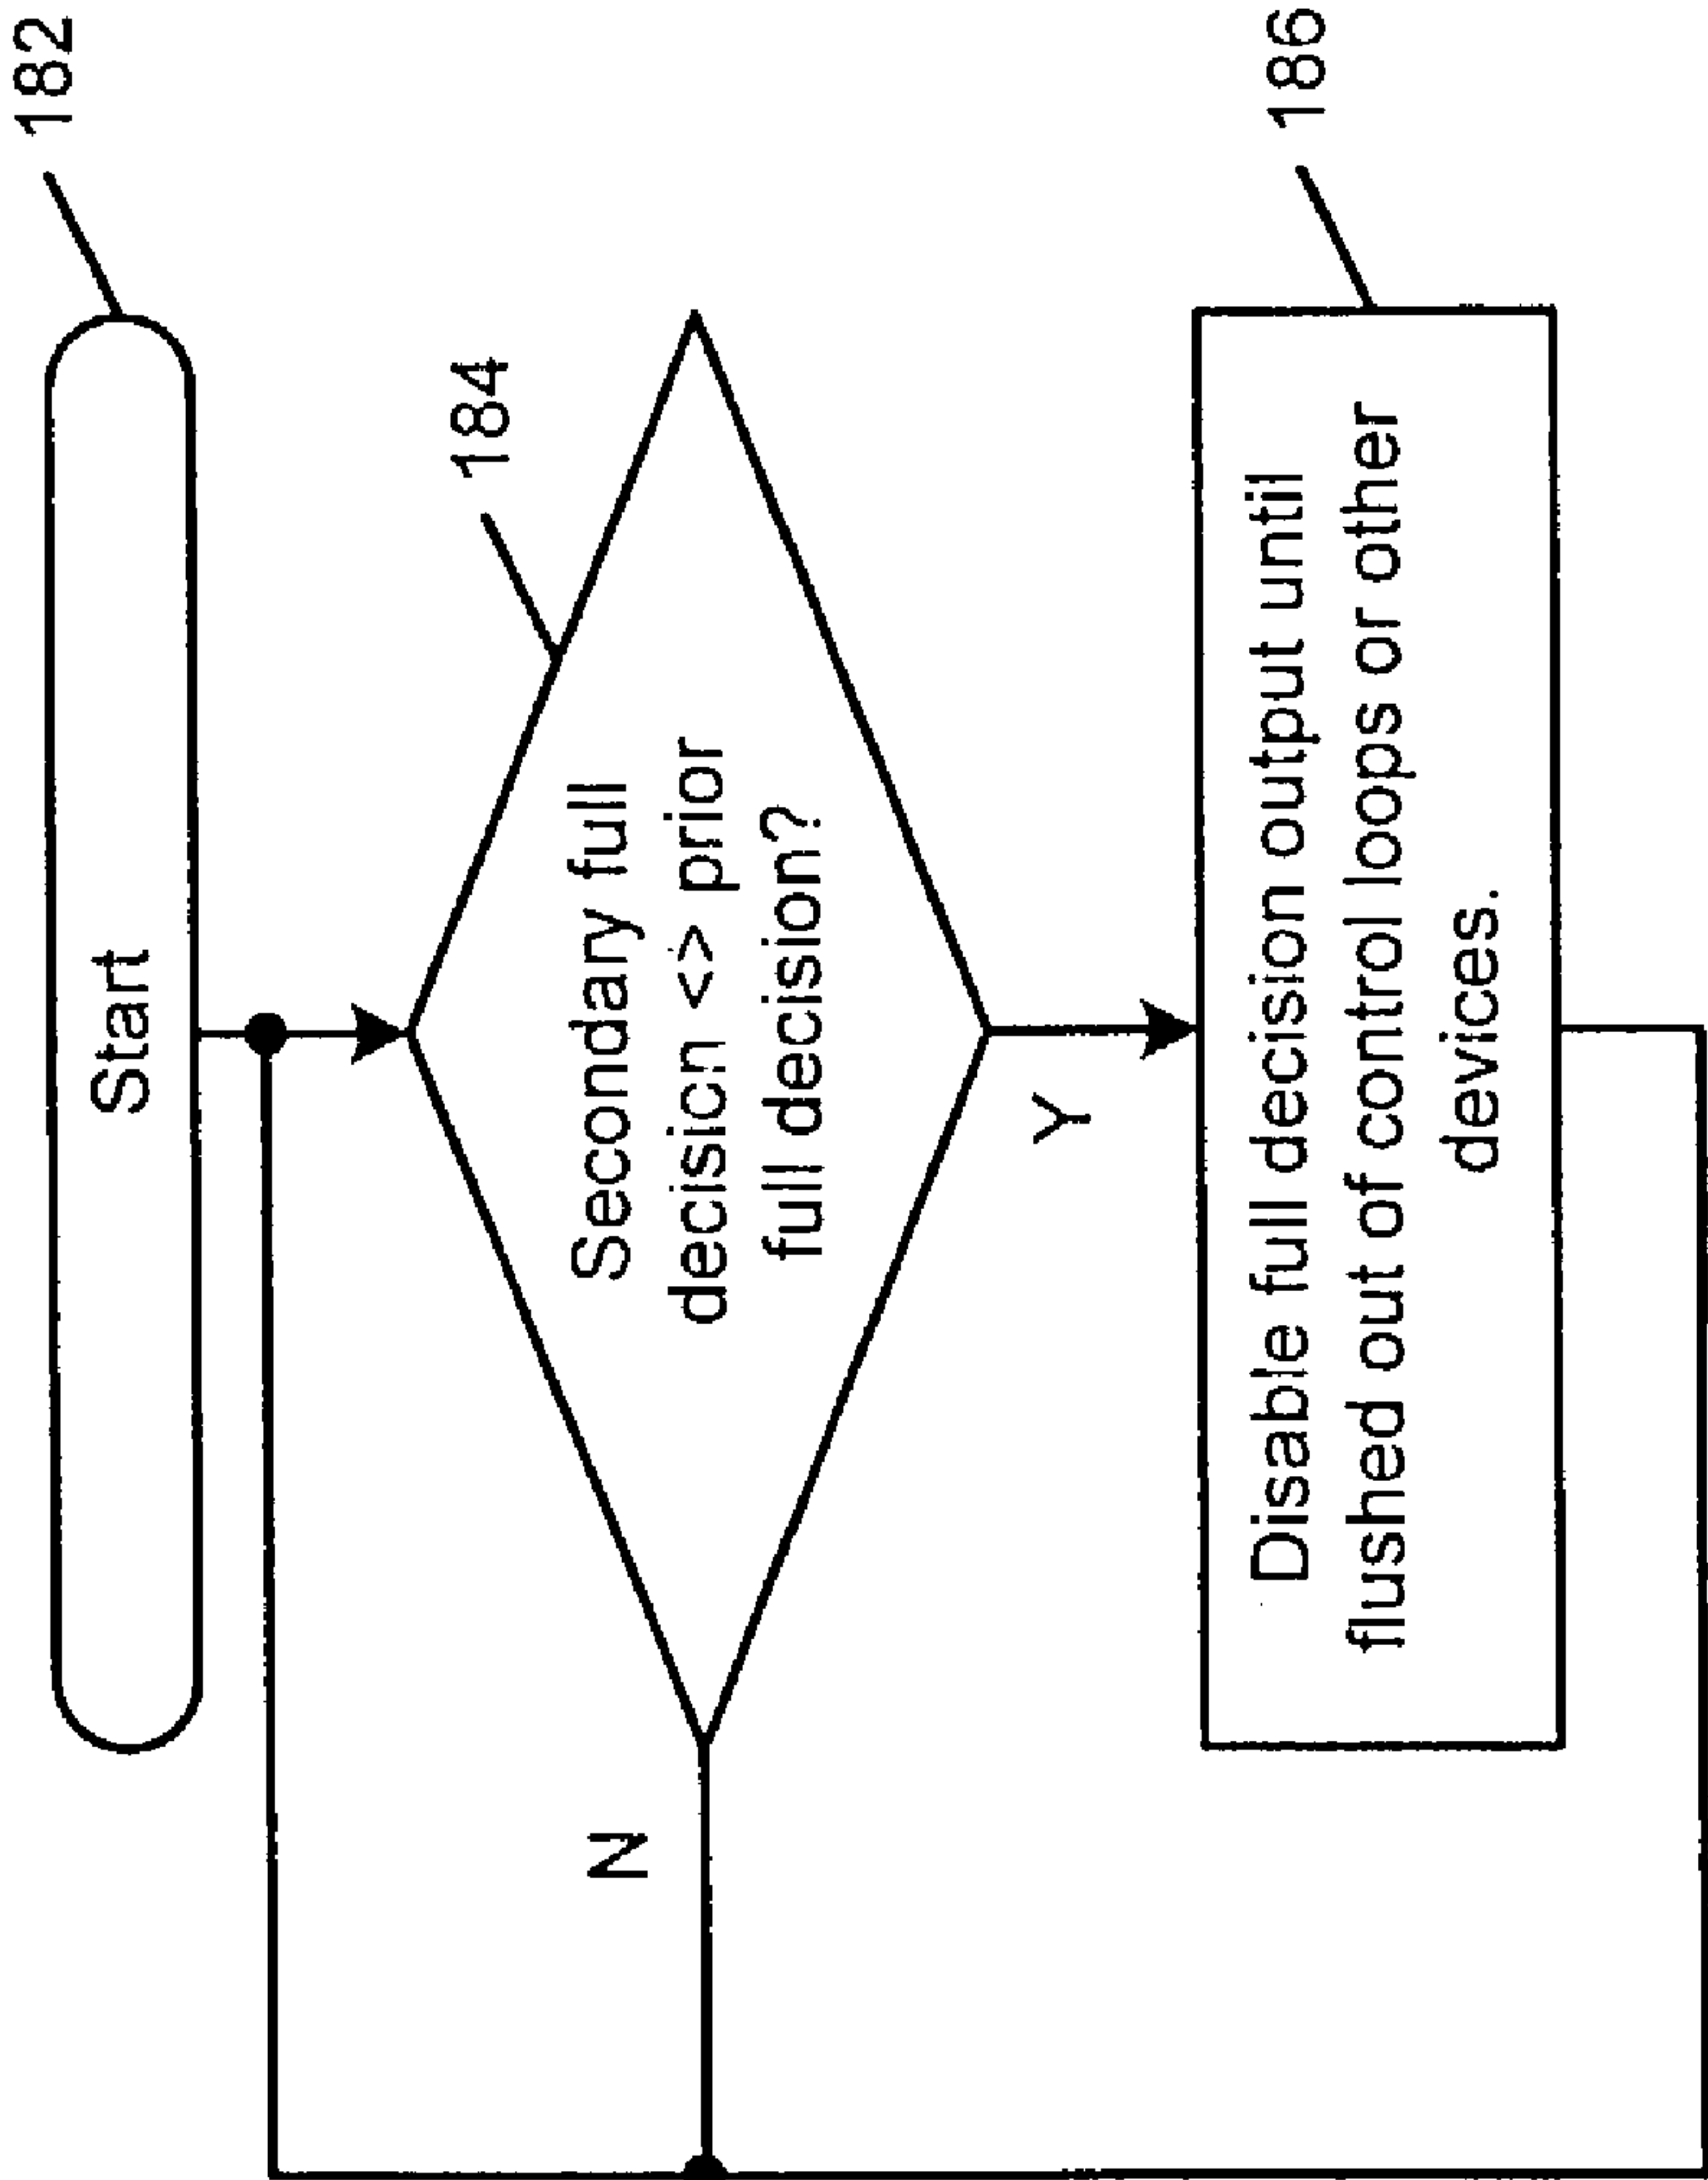 182
Start
184
Secondary full
decision <> prior
full decision?
N
Y
186
Disable full decision output until
flushed out of control loops or other
devices.